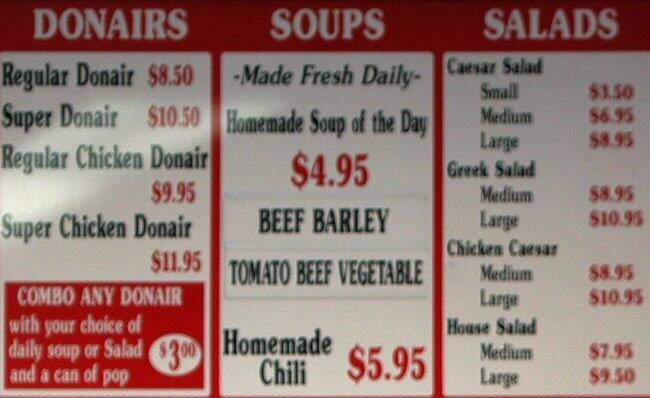 DONAIRS
Regular Donair $8.50
Super Donair $10.50
Regular Chicken Donair
$9.95
Super Chicken Donair
$11.95
COMBO ANY DONAIR
with your choice of
daily soup or Salad $3.00
and a can of pop
SOUPS
-Made Fresh Daily-
Homemade Soup of the Day
$4.95
BEEF BARLEY
TOMATO BEEF VEGETABLE
Homemade
Chili $5.95
SALADS
Caesar Salad
Small $3.50
Medium $6.95
Large $8.95
Greek Salad
Medium $8.95
Large $10.95
Chicken Caesar
Medium $8.95
Large $10.95
House Salad
Medium $7.95
Large $9.50